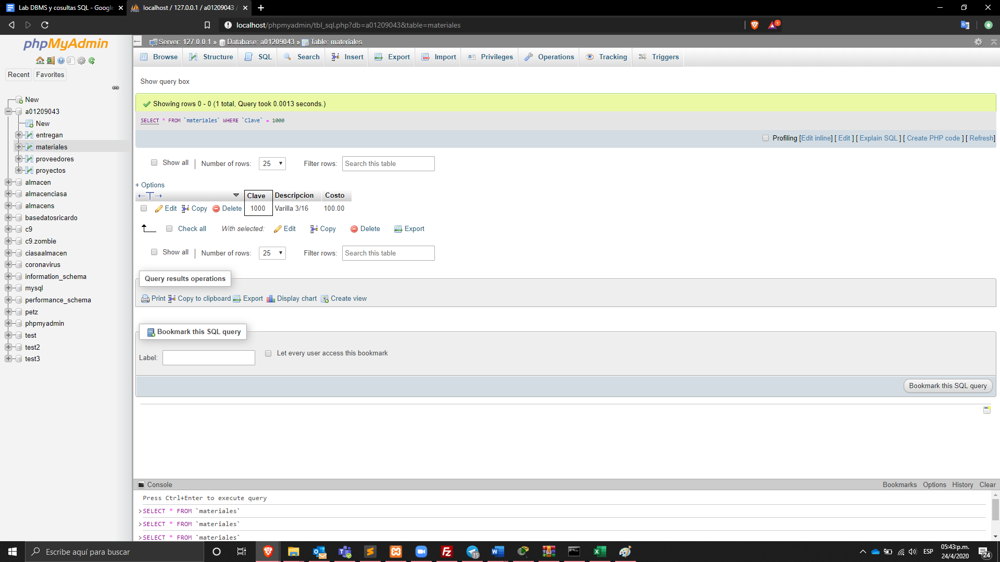 Lab DBMS y cosultas SQL - Google
localhost / 127.0.0.1 / a01209043 /
localhost/phpmyadmin/tbl_sql.php?db=a01209043&table=materiales
1
phpMyAdmin
Recent
Favorites
New
a01209043
New
entregan
materiales
proveedores
proyectos
almacen
almacenciasa
almacens
basedatosricardo
c9
c9.zombie
ciasaalmacen
coronavirus
information_schema
mysql
performance_schema
petz
phpmyadmin
test
test2
test3
Server: 127.0.0.1 » Database: a01209043 » Table: materiales
Browse Structure SQL Search Insert Export Import Privileges Operations Tracking Triggers
Show query box
Showing rows 0 - 0 (1 total, Query took 0.0013 seconds.)
SELECT * FROM `materiales` WHERE `Clave` = 1000
Profiling [Edit inline] [ Edit ] [ Explain SQL ] [ Create PHP code ] [ Refresh]
Show all | Number of rows: 25 Filter rows: Search this table
+ Options
←T→ Clave Descripcion Costo
Edit Copy Delete 1000 Varilla 3/16 100.00
Check all With selected: Edit Copy Delete Export
Show all | Number of rows: 25 Filter rows: Search this table
Query results operations
Print Copy to clipboard Export Display chart Create view
Bookmark this SQL query
Label: Let every user access this bookmark
Bookmark this SQL query
Console Bookmarks Options History Clear
Press Ctrl+Enter to execute query
>SELECT * FROM `materiales`
>SELECT * FROM `materiales`
>SELECT * FROM `materiales`
Escribe aquí para buscar
35
ESP
05:43:p.m.
24/4/2020
24